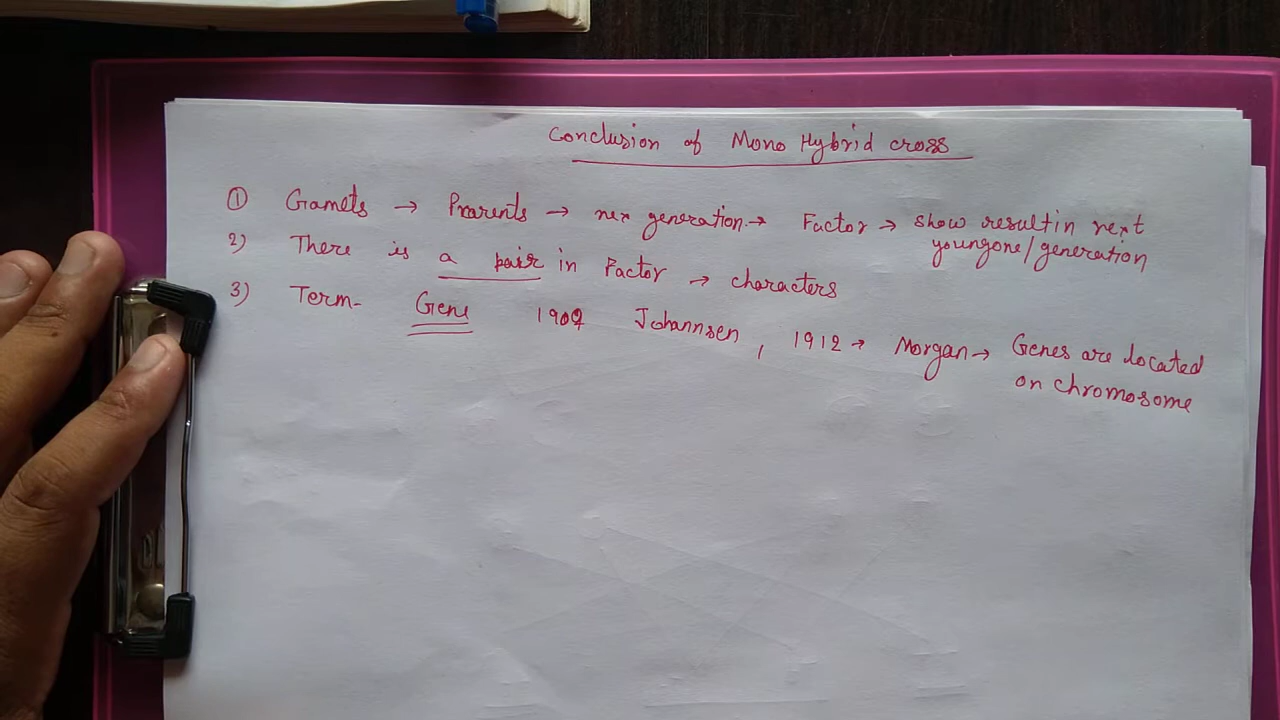 Conclusion of Mono Hybrid cross
① Gamets → Prarents → nex generation → Factor → show result in next
youngone/generation
2) There is a pair in Factor → characters
3) Term- Gene 1909 Johannsen, 1912 → Morgan → Genes are located
on chromosome